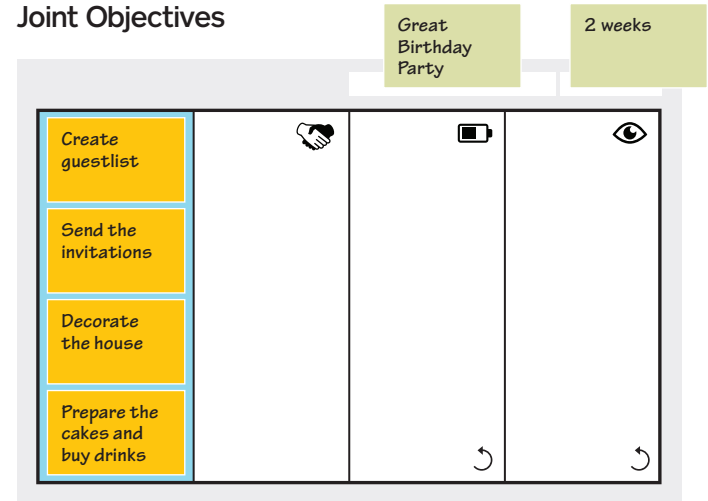 Joint Objectives
Great
Birthday
Party
2 weeks
Create
guestlist
Send the
invitations
Decorate
the house
Prepare the
cakes and
buy drinks